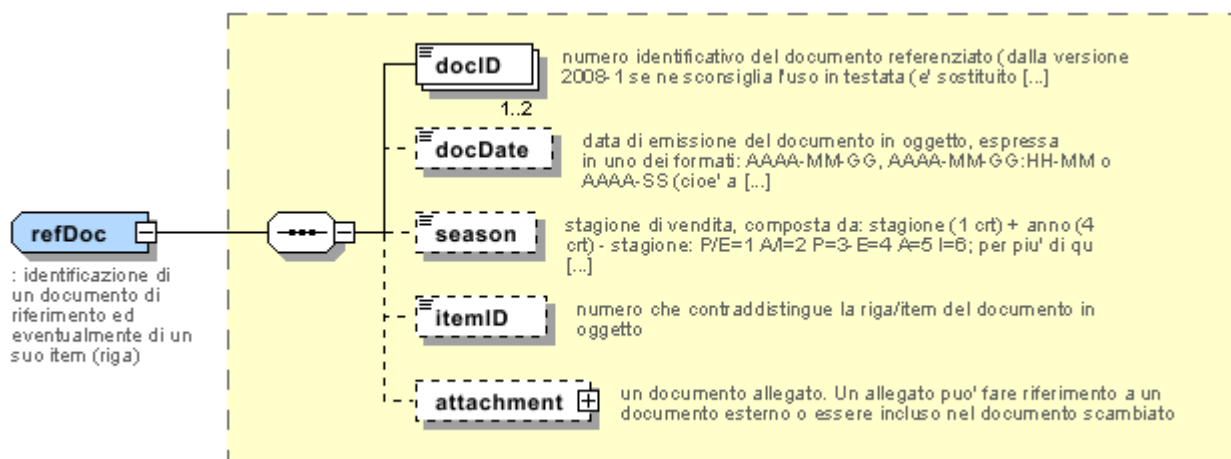 docID
numero identificativo del documento referenziato (dalla versione
2008-1 se ne sconsiglia l'uso in testata (e' sostituito [...]
1..2
docDate
data di emissione del documento in oggetto, espressa
in uno dei formati: AAAA-MM-GG, AAAA-MM-GG:HH-MM o
AAAA-SS (cioe' a [...]
refDoc
: identificazione di
un documento di
riferimento ed
eventualmente di un
suo item (riga)
season
stagione di vendita, composta da: stagione (1 crt) + anno (4
crt) - stagione: P/E=1 A/I=2 P=3 E=4 A=5 I=6; per piu' di qu
[...]
itemID
numero che contraddistingue la riga/item del documento in
oggetto
attachment
un documento allegato. Un allegato puo' fare riferimento a un
documento esterno o essere incluso nel documento scambiato